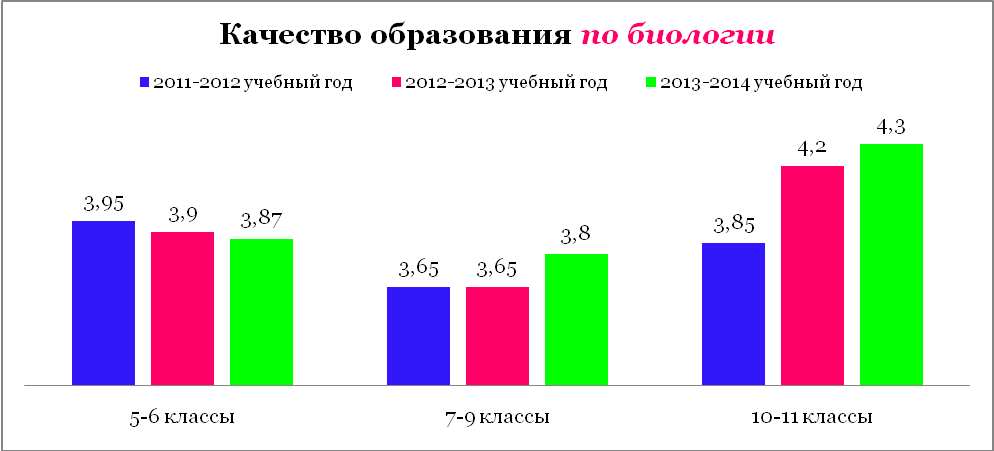 Качество образования по биологии
2011-2012 учебный год 2012-2013 учебный год 2013-2014 учебный год
3,95 3,9 3,87 3,65 3,65 3,8 3,85 4,2 4,3
5-6 классы 7-9 классы 10-11 классы